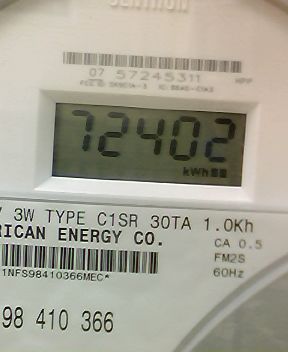 CENTRON
07 57245311
72402
kWh
3W TYPE C1SR 30TA 1.0Kh
RICAN ENERGY CO.
CA 0.5
FM2S
1NFS98410366MEC*
60Hz
98 410 366